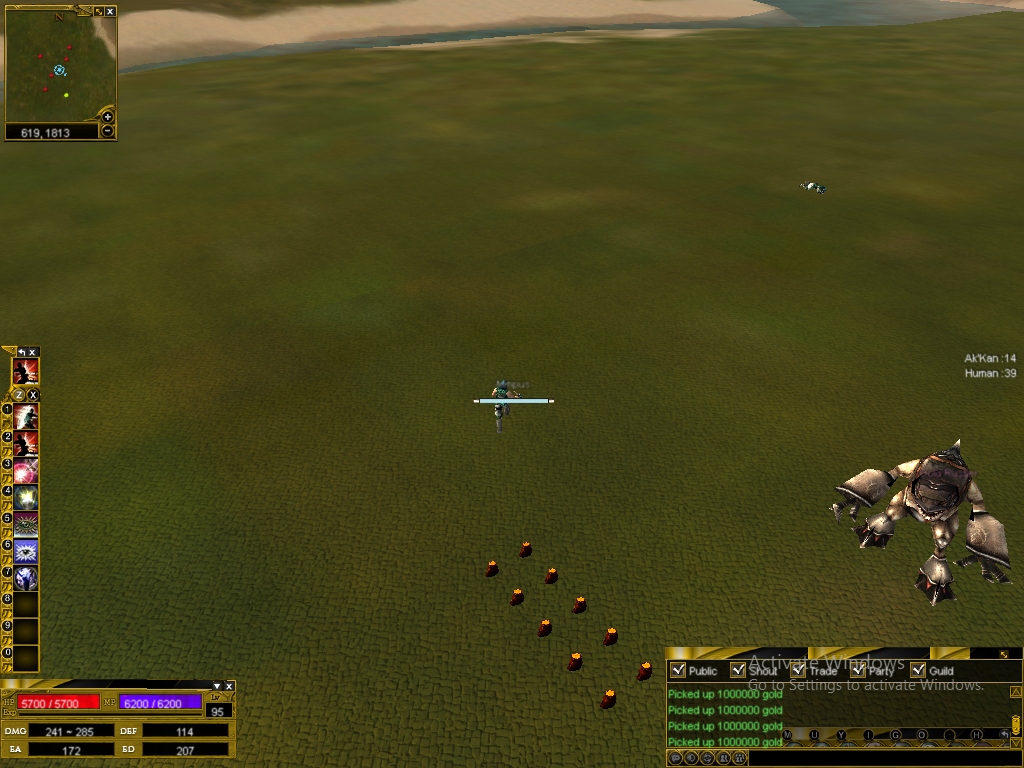 N
X
619, 1813
Ak'Kan :14
Human :39
X
Z X
1
2
3
4
5
6
7
8
9
0
X
HP 5700 / 5700 MP 6200 / 6200 Lv
Exp 95
DMG 241 ~ 285 DEF 114
BA 172 ED 207
Activate Windows
Go to Settings to activate Windows.
Public Shout Trade Party Guild
Picked up 1000000 gold
Picked up 1000000 gold
Picked up 1000000 gold
Picked up 1000000 gold
M U Y I G O H